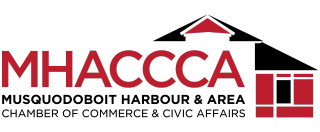 MHACCCA
MUSQUODOBOIT HARBOUR & AREA
CHAMBER OF COMMERCE & CIVIC AFFAIRS